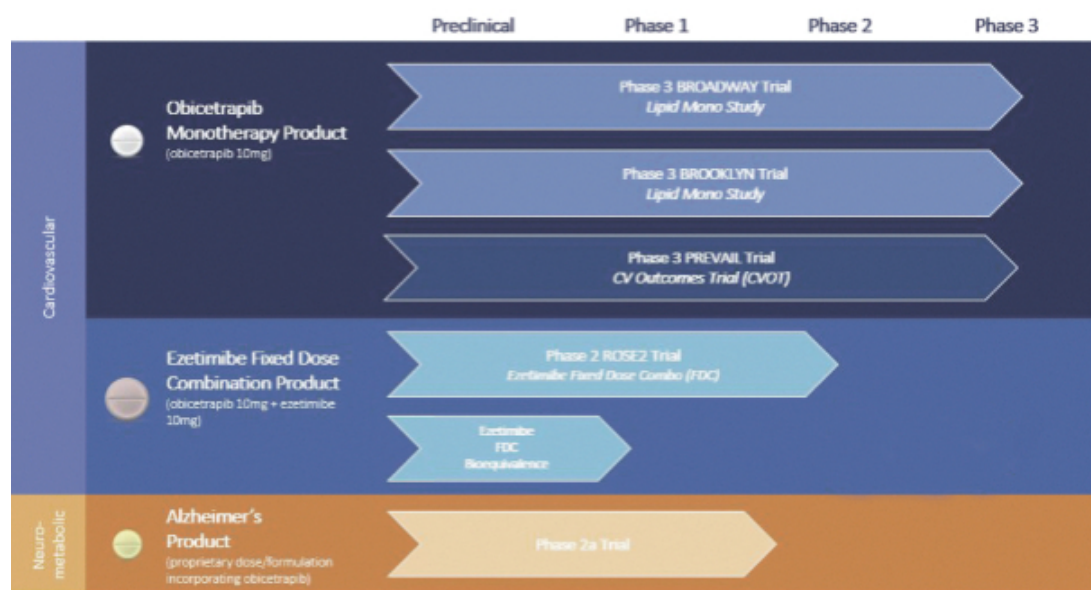 Preclinical Phase 1 Phase 2 Phase 3
Cardiovascular
Obicetrapib
Monotherapy Product
(obicetrapib 10mg)
Phase 3 BROADWAY Trial
Lipid Mono Study
Phase 3 BROOKLYN Trial
Lipid Mono Study
Phase 3 PREVAIL Trial
CV Outcomes Trial (CVOT)
Ezetimibe Fixed Dose
Combination Product
(obicetrapib 10mg + ezetimibe
10mg)
Phase 2 ROSE2 Trial
Ezetimibe Fixed Dose Combo (FDC)
Ezetimibe
FDC
Bioequivalence
Neuro-
metabolic
Alzheimer's
Product
(proprietary dose/formulation
incorporating obicetrapib)
Phase 2a Trial